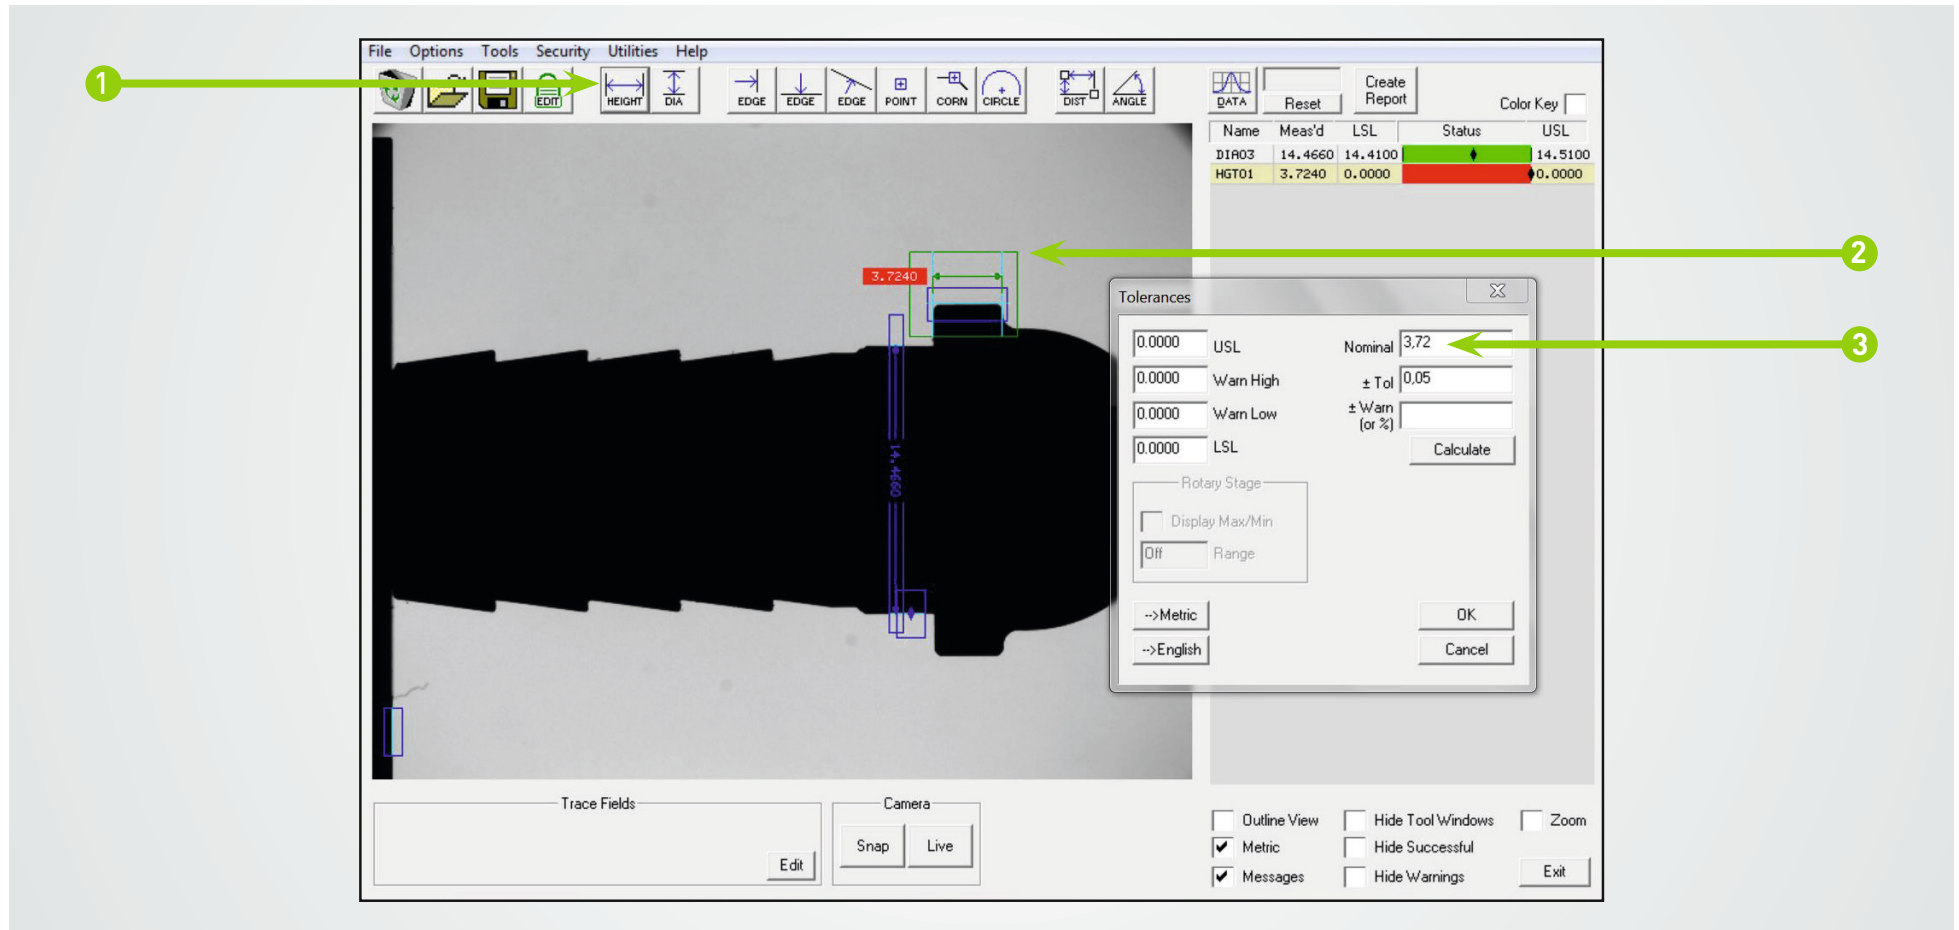 File Options Tools Security Utilities Help
1
EDIT HEIGHT DIA EDGE EDGE EDGE POINT CORN CIRCLE DIST ANGLE DATA Reset Create Report Color Key
Name Meas'd LSL Status USL
DIA03 14.4660 14.4100 14.5100
HGT01 3.7240 0.0000 0.0000
2
3.7240
14.4660
Tolerances
0.0000 USL Nominal 3,72
3
0.0000 Warn High ± Tol 0,05
0.0000 Warn Low ± Warn (or %)
0.0000 LSL Calculate
Rotary Stage
Display Max/Min
Off Range
-->Metric OK
-->English Cancel
Trace Fields Camera
Edit Snap Live
Outline View Hide Tool Windows Zoom
Metric Hide Successful
Messages Hide Warnings Exit